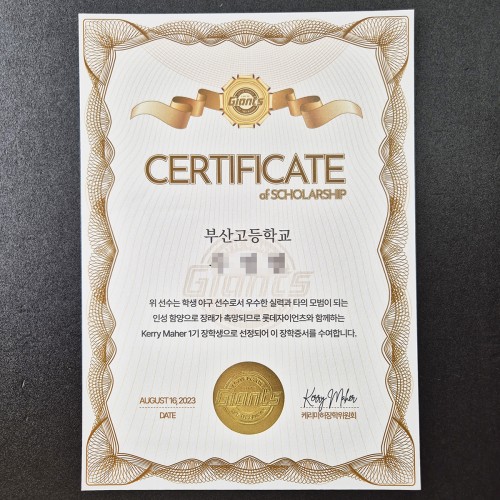 Giants
CERTIFICATE
of SCHOLARSHIP
부산고등학교
Giants
위 선수는 학생 야구 선수로서 우수한 실력과 타의 모범이 되는
인성 함양으로 장래가 촉망되므로 롯데자이언츠와 함께하는
Kerry Maher 1기 장학생으로 선정되어 이 장학증서를 수여합니다.
Giants
AUGUST 16, 2023
DATE
Kerry Maher
케리마허장학위원회